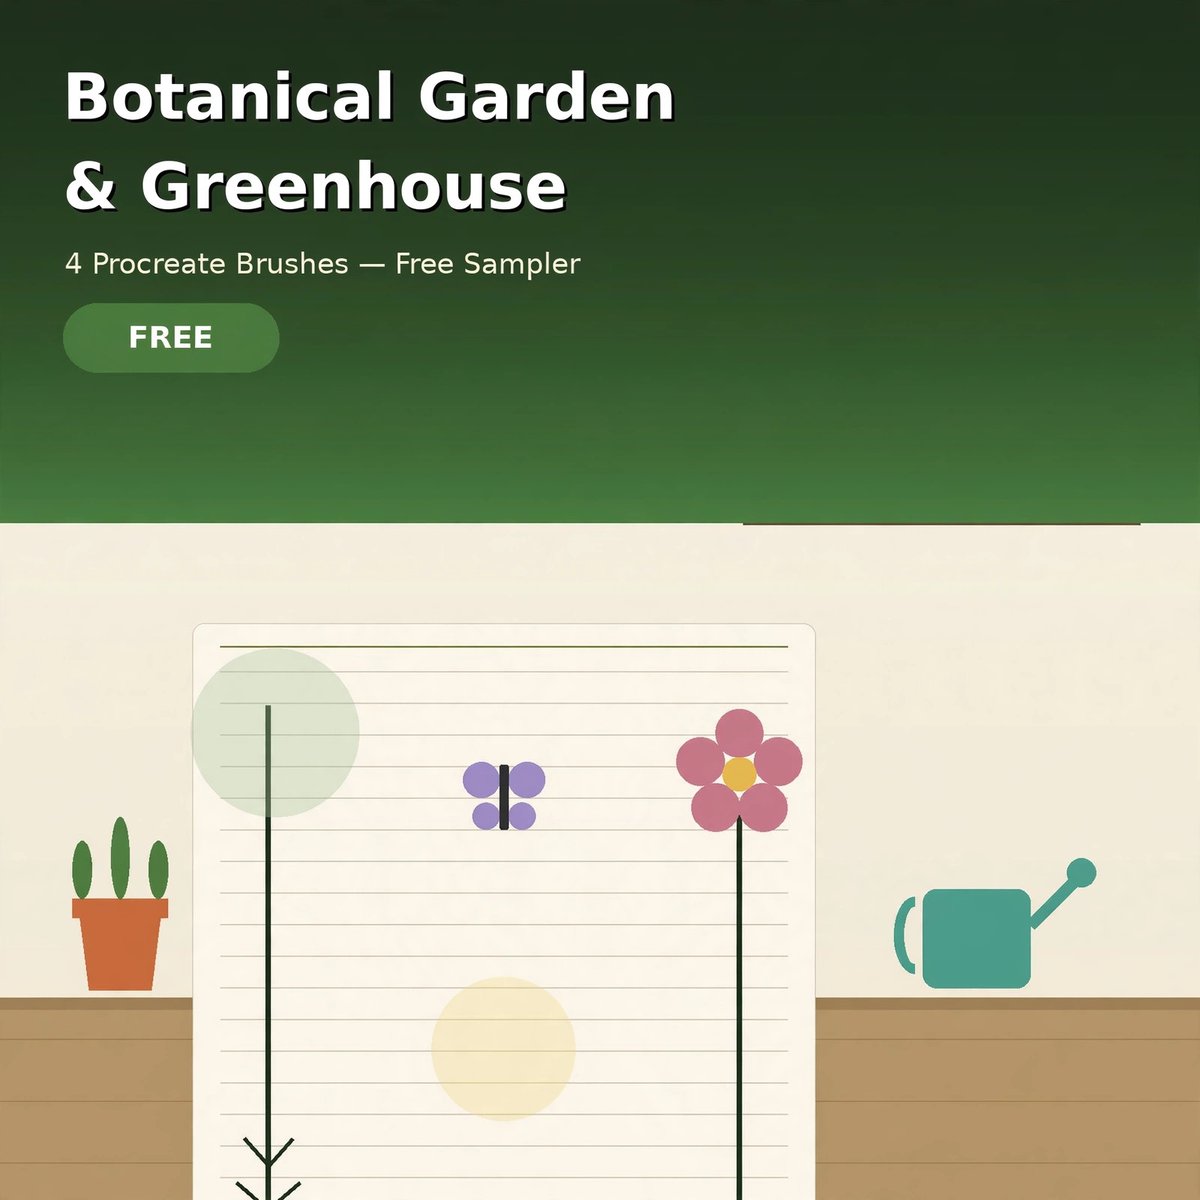 Botanical Garden
& Greenhouse
4 Procreate Brushes — Free Sampler
FREE